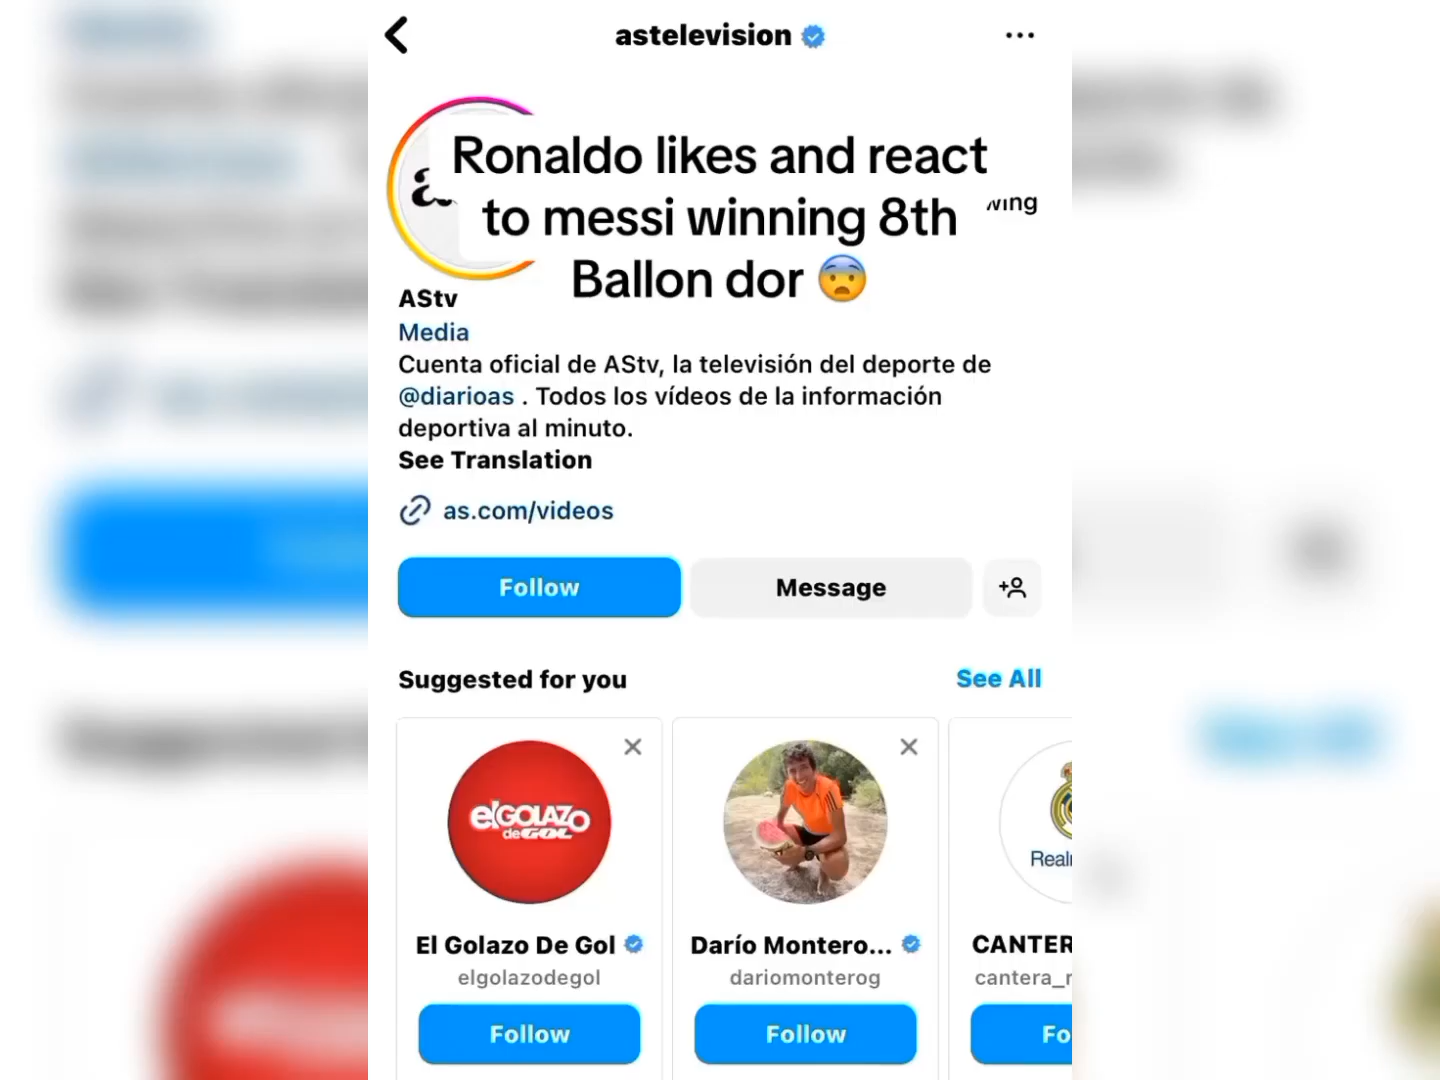 astelevision
Ronaldo likes and react
to messi winning 8th
Ballon dor 😨
AStv
Media
Cuenta oficial de AStv, la televisión del deporte de
@diarioas . Todos los vídeos de la información
deportiva al minuto.
See Translation
as.com/videos
Follow
Message
Suggested for you
See All
elGOLAZO
deGOL
El Golazo De Gol
elgolazodegol
Follow
Darío Montero...
dariomonterog
Follow